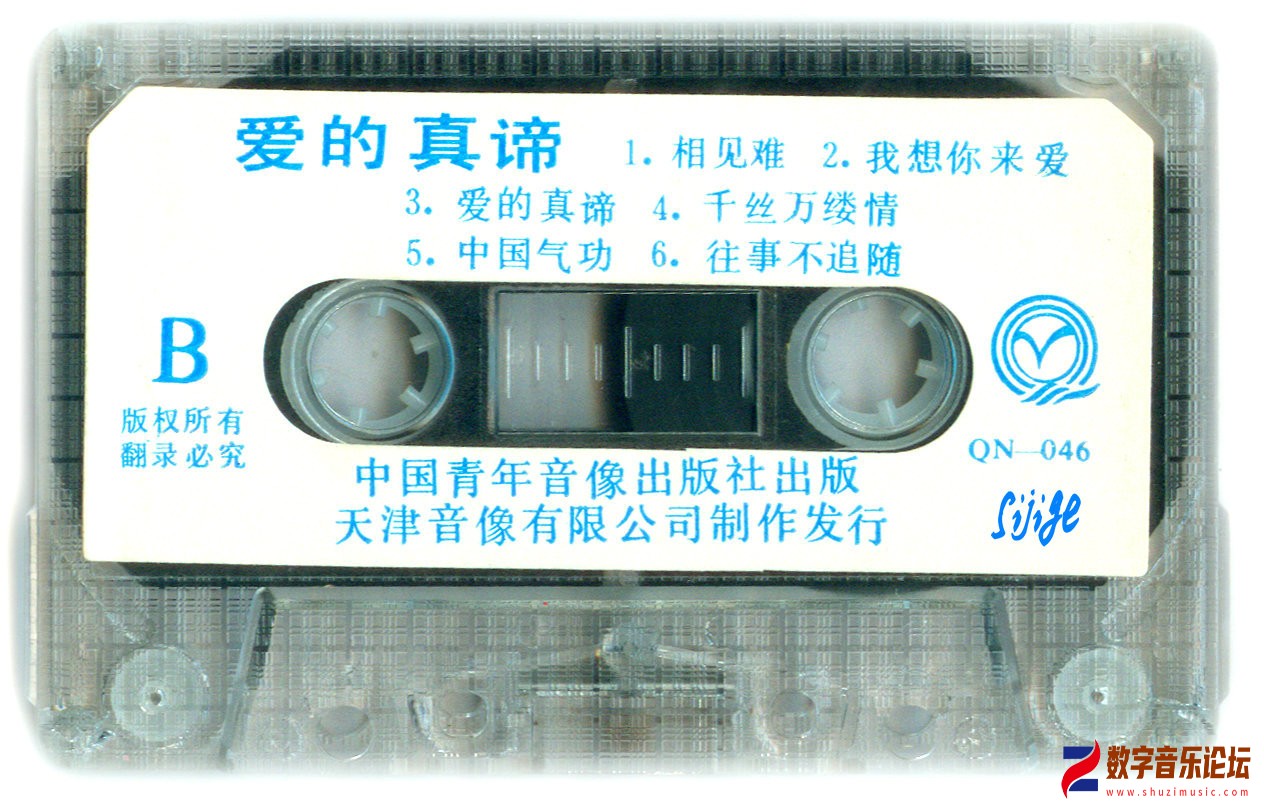 爱的真谛 1. 相见难 2. 我想你来爱
3. 爱的真谛 4. 千丝万缕情
5. 中国气功 6. 往事不追随
B
版权所有
翻录必究
QN—046
中国青年音像出版社出版
天津音像有限公司制作发行
sijige
数字音乐论坛
www.shuzimusic.com